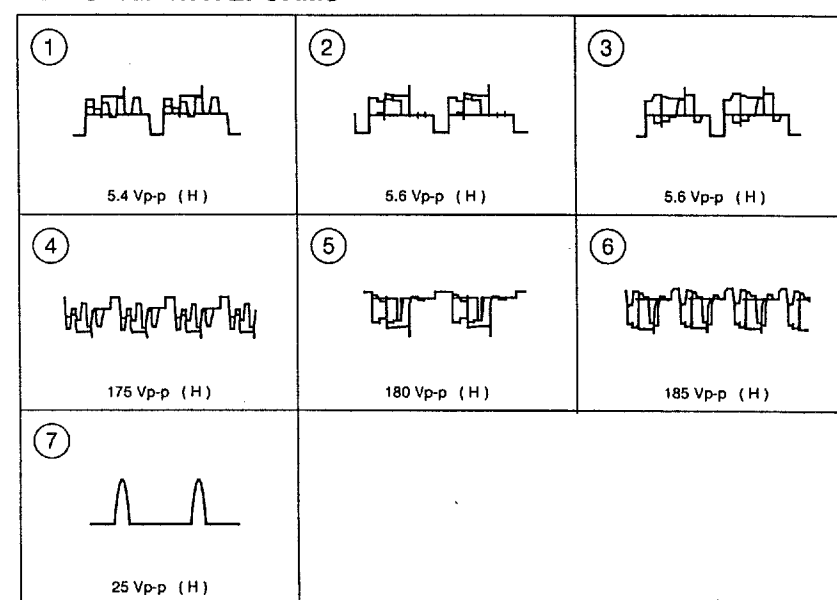 1
2
3
5.4 Vp-p (H)
5.6 Vp-p (H)
5.6 Vp-p (H)
4
5
6
175 Vp-p (H)
180 Vp-p (H)
185 Vp-p (H)
7
25 Vp-p (H)